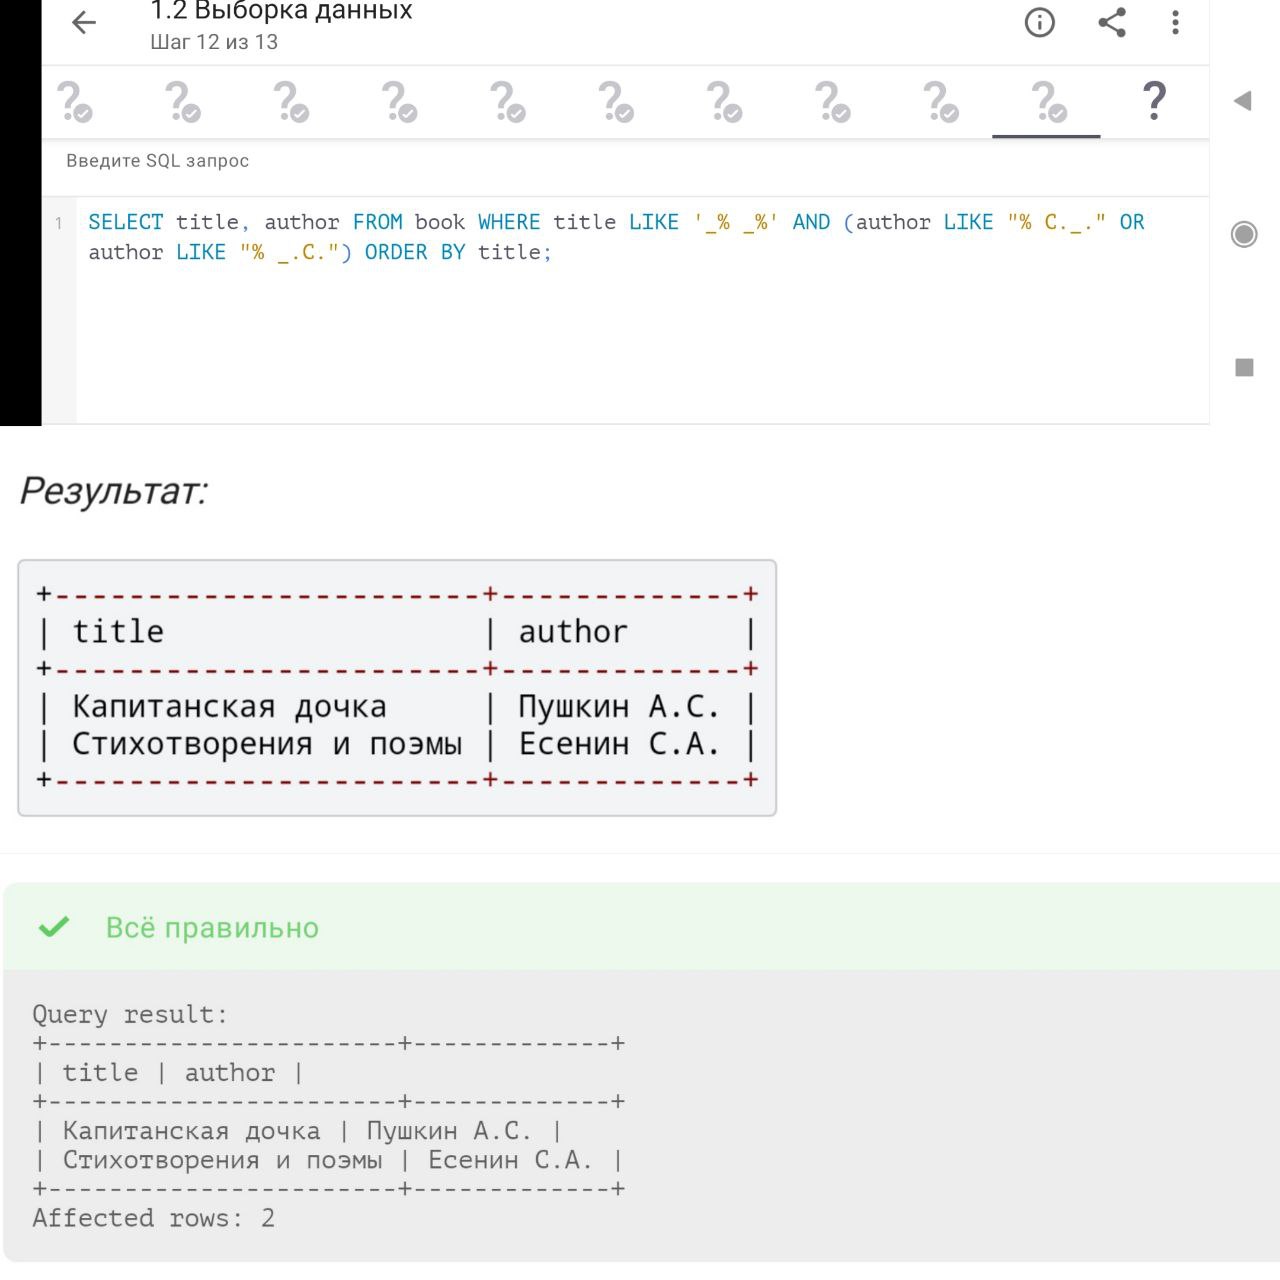 1.2 Выборка данных
Шаг 12 из 13
Введите SQL запрос
1 SELECT title, author FROM book WHERE title LIKE '_% _%' AND (author LIKE "% С._." OR
author LIKE "% _.С.") ORDER BY title;
Результат:
+-----------------------+-------------+
| title                 | author      |
+-----------------------+-------------+
| Капитанская дочка     | Пушкин А.С. |
| Стихотворения и поэмы | Есенин С.А. |
+-----------------------+-------------+
Всё правильно
Query result:
+-----------------------+-------------+
| title | author |
+-----------------------+-------------+
| Капитанская дочка | Пушкин А.С. |
| Стихотворения и поэмы | Есенин С.А. |
+-----------------------+-------------+
Affected rows: 2